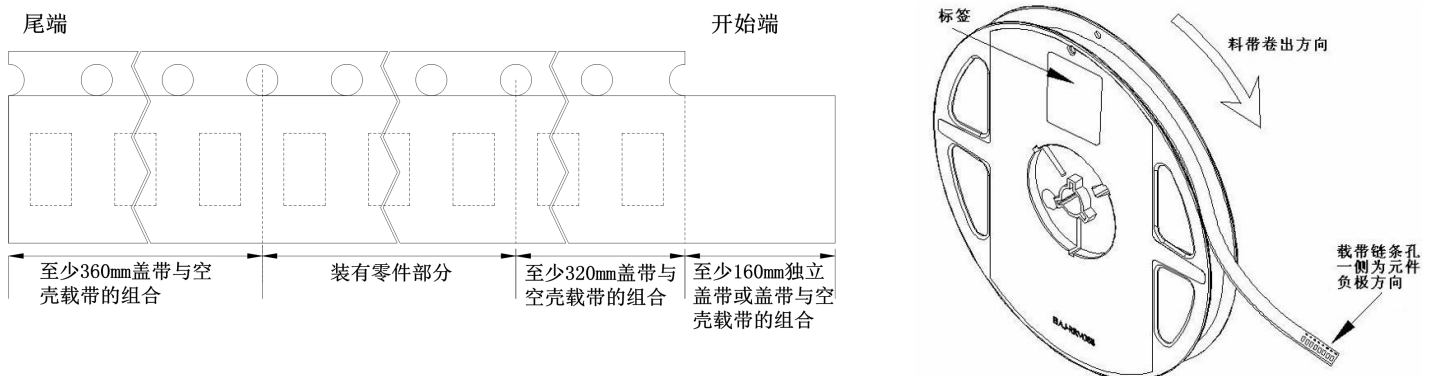 尾端
开始端
至少360mm盖带与空
壳载带的组合
装有零件部分
至少320mm盖带与
空壳载带的组合
至少160mm独立
盖带或盖带与空
壳载带的组合
标签
料带卷出方向
载带链条孔
一侧为元件
负极方向